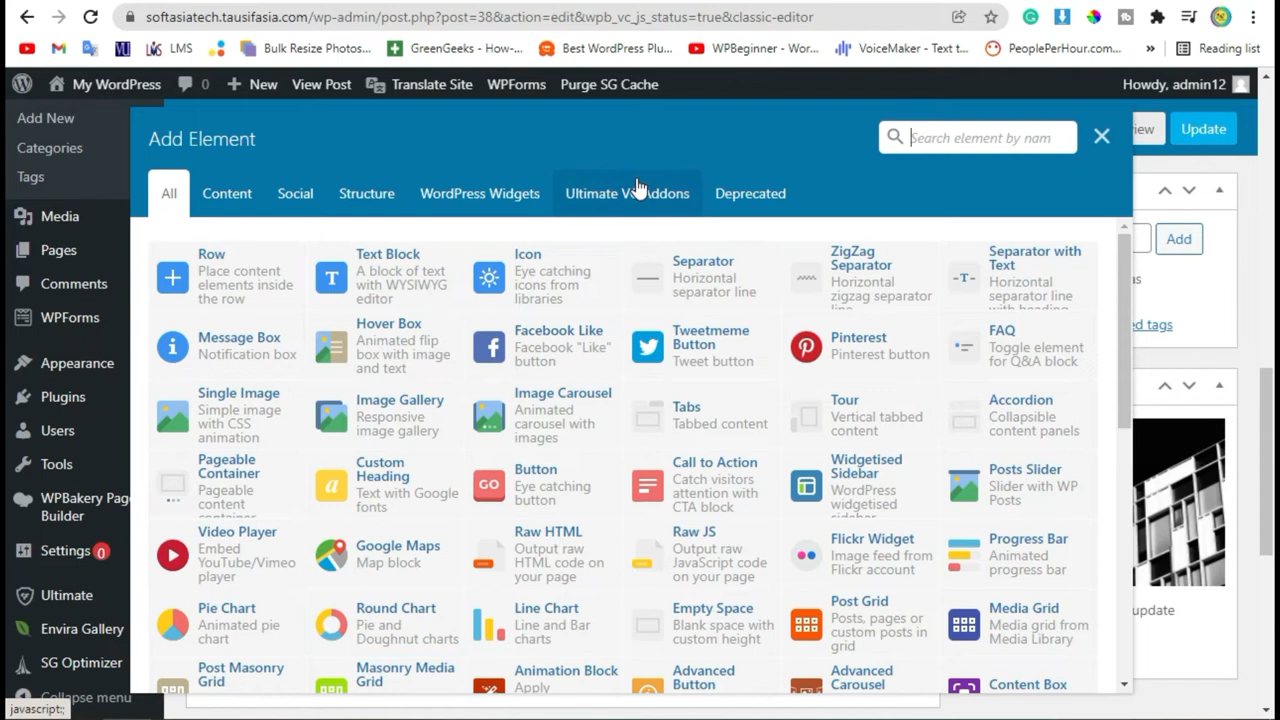 softasiatech.tausifasia.com/wp-admin/post.php?post=38&action=edit&wpb_vc_js_status=true&classic-editor
LMS
Bulk Resize Photos...
GreenGeeks - How-...
Best WordPress Plu...
WPBeginner - Wor...
VoiceMaker - Text t...
PeoplePerHour.com...
»
Reading list
My WordPress
0
New
View Post
Translate Site
WPForms
Purge SG Cache
Howdy, admin12
Add New
Categories
Tags
Media
Pages
Comments
WPForms
Appearance
Plugins
Users
Tools
WPBakery Pag
Builder
Settings 0
Ultimate
Envira Gallery
SG Optimizer
Collapse menu
javascript:;
Add Element
Search element by nam
iew
Update
All
Content
Social
Structure
WordPress Widgets
Ultimate VC Addons
Deprecated
Row
Place content
elements inside
the row
Text Block
A block of text
with WYSIWYG
editor
Icon
Eye catching
icons from
libraries
Separator
Horizontal
separator line
ZigZag
Separator
Horizontal
zigzag separator
line
Separator with
Text
Horizontal
separator line
with heading
Message Box
Notification box
Hover Box
Animated flip
box with image
and text
Facebook Like
Facebook "Like"
button
Tweetmeme
Button
Tweet button
Pinterest
Pinterest button
FAQ
Toggle element
for Q&A block
Single Image
Simple image
with CSS
animation
Image Gallery
Responsive
image gallery
Image Carousel
Animated
carousel with
images
Tabs
Tabbed content
Tour
Vertical tabbed
content
Accordion
Collapsible
content panels
Pageable
Container
Pageable
content
container
Custom
Heading
Text with Google
fonts
GO
Button
Eye catching
button
Call to Action
Catch visitors
attention with
CTA block
Widgetised
Sidebar
WordPress
widgetised
sidebar
Posts Slider
Slider with WP
Posts
Video Player
Embed
YouTube/Vimeo
player
Google Maps
Map block
Raw HTML
Output raw
HTML code on
your page
Raw JS
Output raw
JavaScript code
on your page
Flickr Widget
Image feed from
Flickr account
Progress Bar
Animated
progress bar
Pie Chart
Animated pie
chart
Round Chart
Pie and
Doughnut charts
Line Chart
Line and Bar
charts
Empty Space
Blank space with
custom height
Post Grid
Posts, pages or
custom posts in
grid
Media Grid
Media grid from
Media Library
Post Masonry
Grid
Masonry Media
Grid
Animation Block
Apply
Advanced
Button
Advanced
Carousel
Content Box
Add
as
ed tags
update